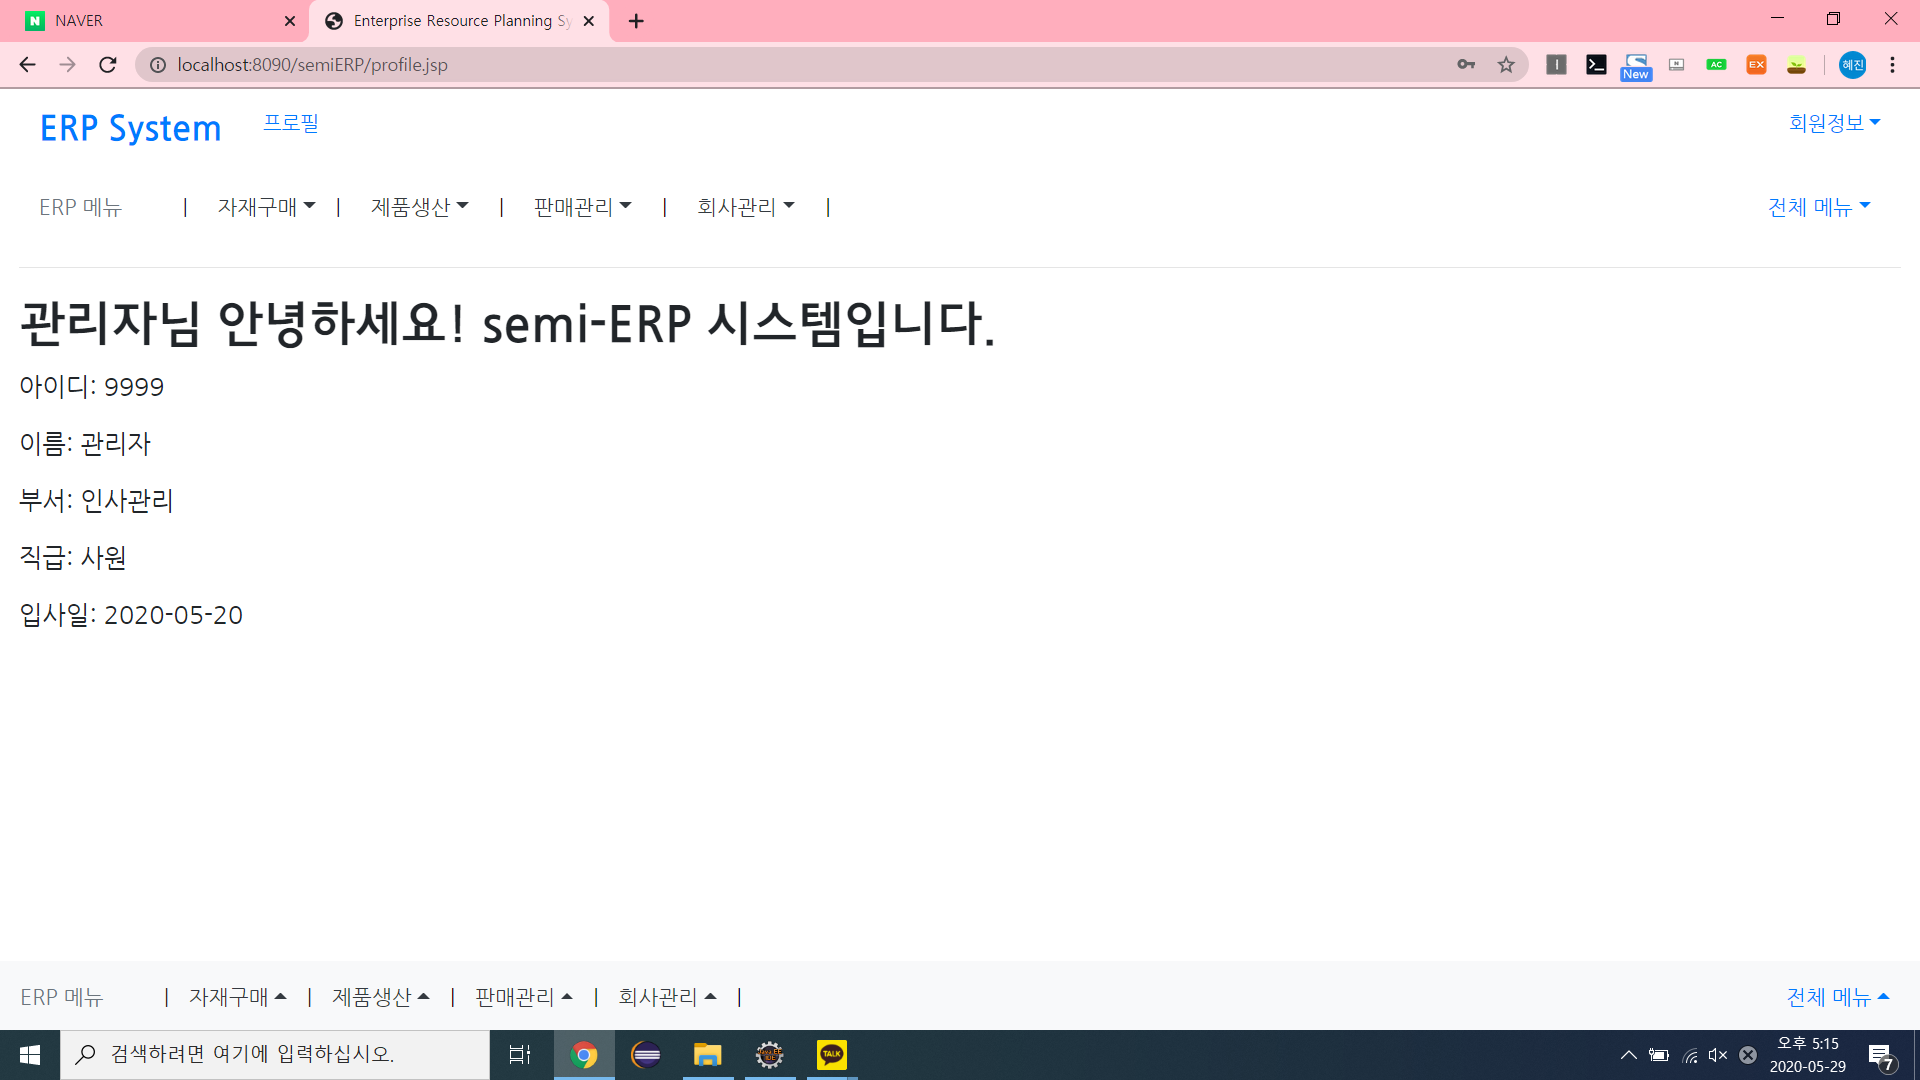 NAVER
Enterprise Resource Planning Sy
localhost:8090/semiERP/profile.jsp
New
AC
EX
혜진
ERP System 프로필 회원정보
ERP 메뉴 | 자재구매 | 제품생산 | 판매관리 | 회사관리 | 전체 메뉴
관리자님 안녕하세요! semi-ERP 시스템입니다.
아이디: 9999
이름: 관리자
부서: 인사관리
직급: 사원
입사일: 2020-05-20
ERP 메뉴 | 자재구매 | 제품생산 | 판매관리 | 회사관리 | 전체 메뉴
검색하려면 여기에 입력하십시오.
TALK
오후 5:15
2020-05-29
7